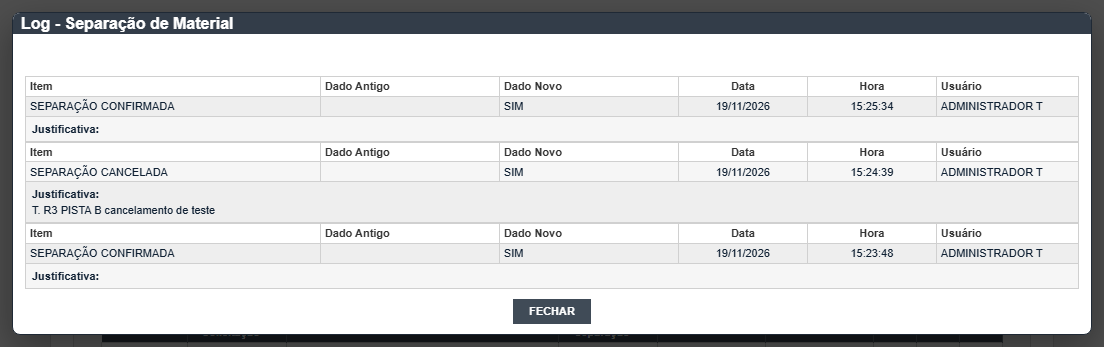 Log - Separação de Material
Item Dado Antigo Dado Novo Data Hora Usuário
SEPARAÇÃO CONFIRMADA SIM 19/11/2026 15:25:34 ADMINISTRADOR T
Justificativa:
Item Dado Antigo Dado Novo Data Hora Usuário
SEPARAÇÃO CANCELADA SIM 19/11/2026 15:24:39 ADMINISTRADOR T
Justificativa:
T. R3 PISTA B cancelamento de teste
Item Dado Antigo Dado Novo Data Hora Usuário
SEPARAÇÃO CONFIRMADA SIM 19/11/2026 15:23:48 ADMINISTRADOR T
Justificativa:
FECHAR